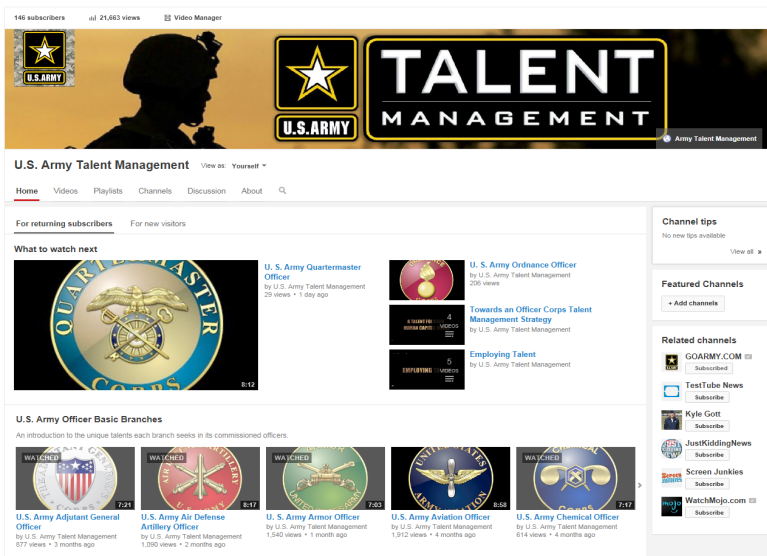 146 subscribers
21,663 views
Video Manager
U.S.ARMY
U.S.ARMY
TALENT
MANAGEMENT
Army Talent Management
U.S. Army Talent Management
View as: Yourself
Home Videos Playlists Channels Discussion About
For returning subscribers For new visitors
What to watch next
QUARTERMASTER
CORPS
8:12
U. S. Army Quartermaster
Officer
by U.S. Army Talent Management
29 views • 1 day ago
U. S. Army Ordnance Officer
by U.S. Army Talent Management
206 views
4
VIDEOS
Towards an Officer Corps Talent
Management Strategy
by U.S. Army Talent Management
EMPLOYING
5
VIDEOS
Employing Talent
by U.S. Army Talent Management
U.S. Army Officer Basic Branches
An introduction to the unique talents each branch seeks in its commissioned officers.
WATCHED
7:21
U.S. Army Adjutant General
Officer
by U.S. Army Talent Management
877 views • 3 months ago
WATCHED
8:17
U.S. Army Air Defense
Artillery Officer
by U.S. Army Talent Management
1,090 views • 2 months ago
WATCHED
7:03
U.S. Army Armor Officer
by U.S. Army Talent Management
1,540 views • 1 month ago
UNITED STATES
ARMY AVIATION
8:58
U.S. Army Aviation Officer
by U.S. Army Talent Management
1,912 views • 4 months ago
WATCHED
7:17
U.S. Army Chemical Officer
by U.S. Army Talent Management
614 views • 4 months ago
Channel tips
No new tips available
View all »
Featured Channels
+ Add channels
Related channels
GOARMY.COM
Subscribed
TestTube News
Subscribe
Kyle Gott
Subscribe
JustKiddingNews
Subscribe
Screen Junkies
Subscribe
mojo
WatchMojo.com
Subscribe